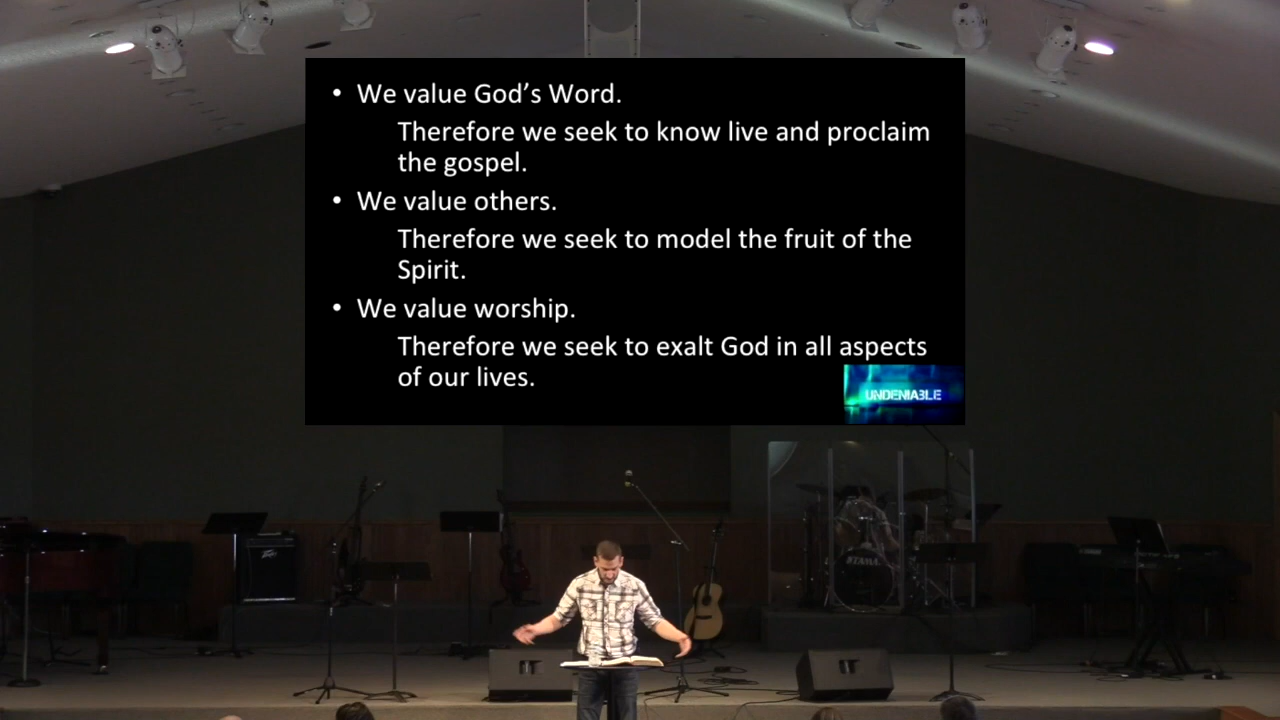 • We value God’s Word.
Therefore we seek to know live and proclaim
the gospel.
• We value others.
Therefore we seek to model the fruit of the
Spirit.
• We value worship.
Therefore we seek to exalt God in all aspects
of our lives.
UNDENIABLE
PEAVEY
TAMA